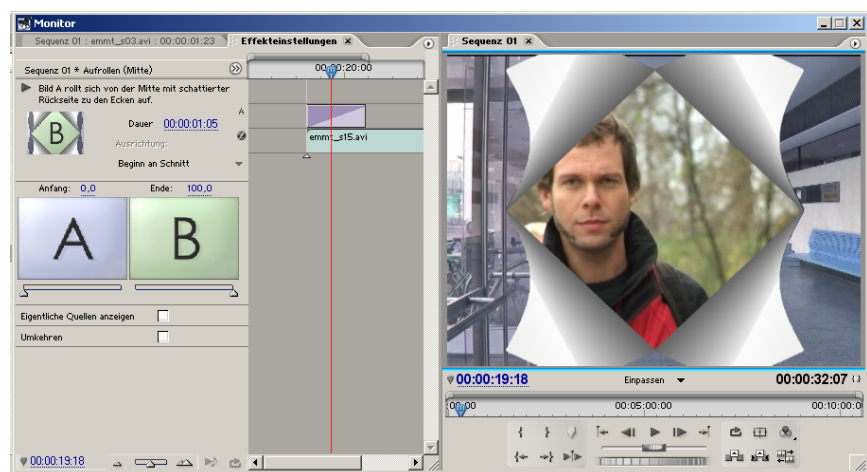 Monitor
Sequenz 01 : emmt_s03.avi : 00:00:01:23
Effekteinstellungen
Sequenz 01
Sequenz 01 * Aufrollen (Mitte)
00:00:20:00
Bild A rollt sich von der Mitte mit schattierter
Rückseite zu den Ecken auf.
B
Dauer 00:00:01:05
Ausrichtung:
Beginn an Schnitt
A
emmt_s15.avi
Anfang: 0,0 Ende: 100,0
A B
Eigentliche Quellen anzeigen
Umkehren
00:00:19:18
00:00:19:18 Einpassen 00:00:32:07
00:05:00:00 00:10:00:0